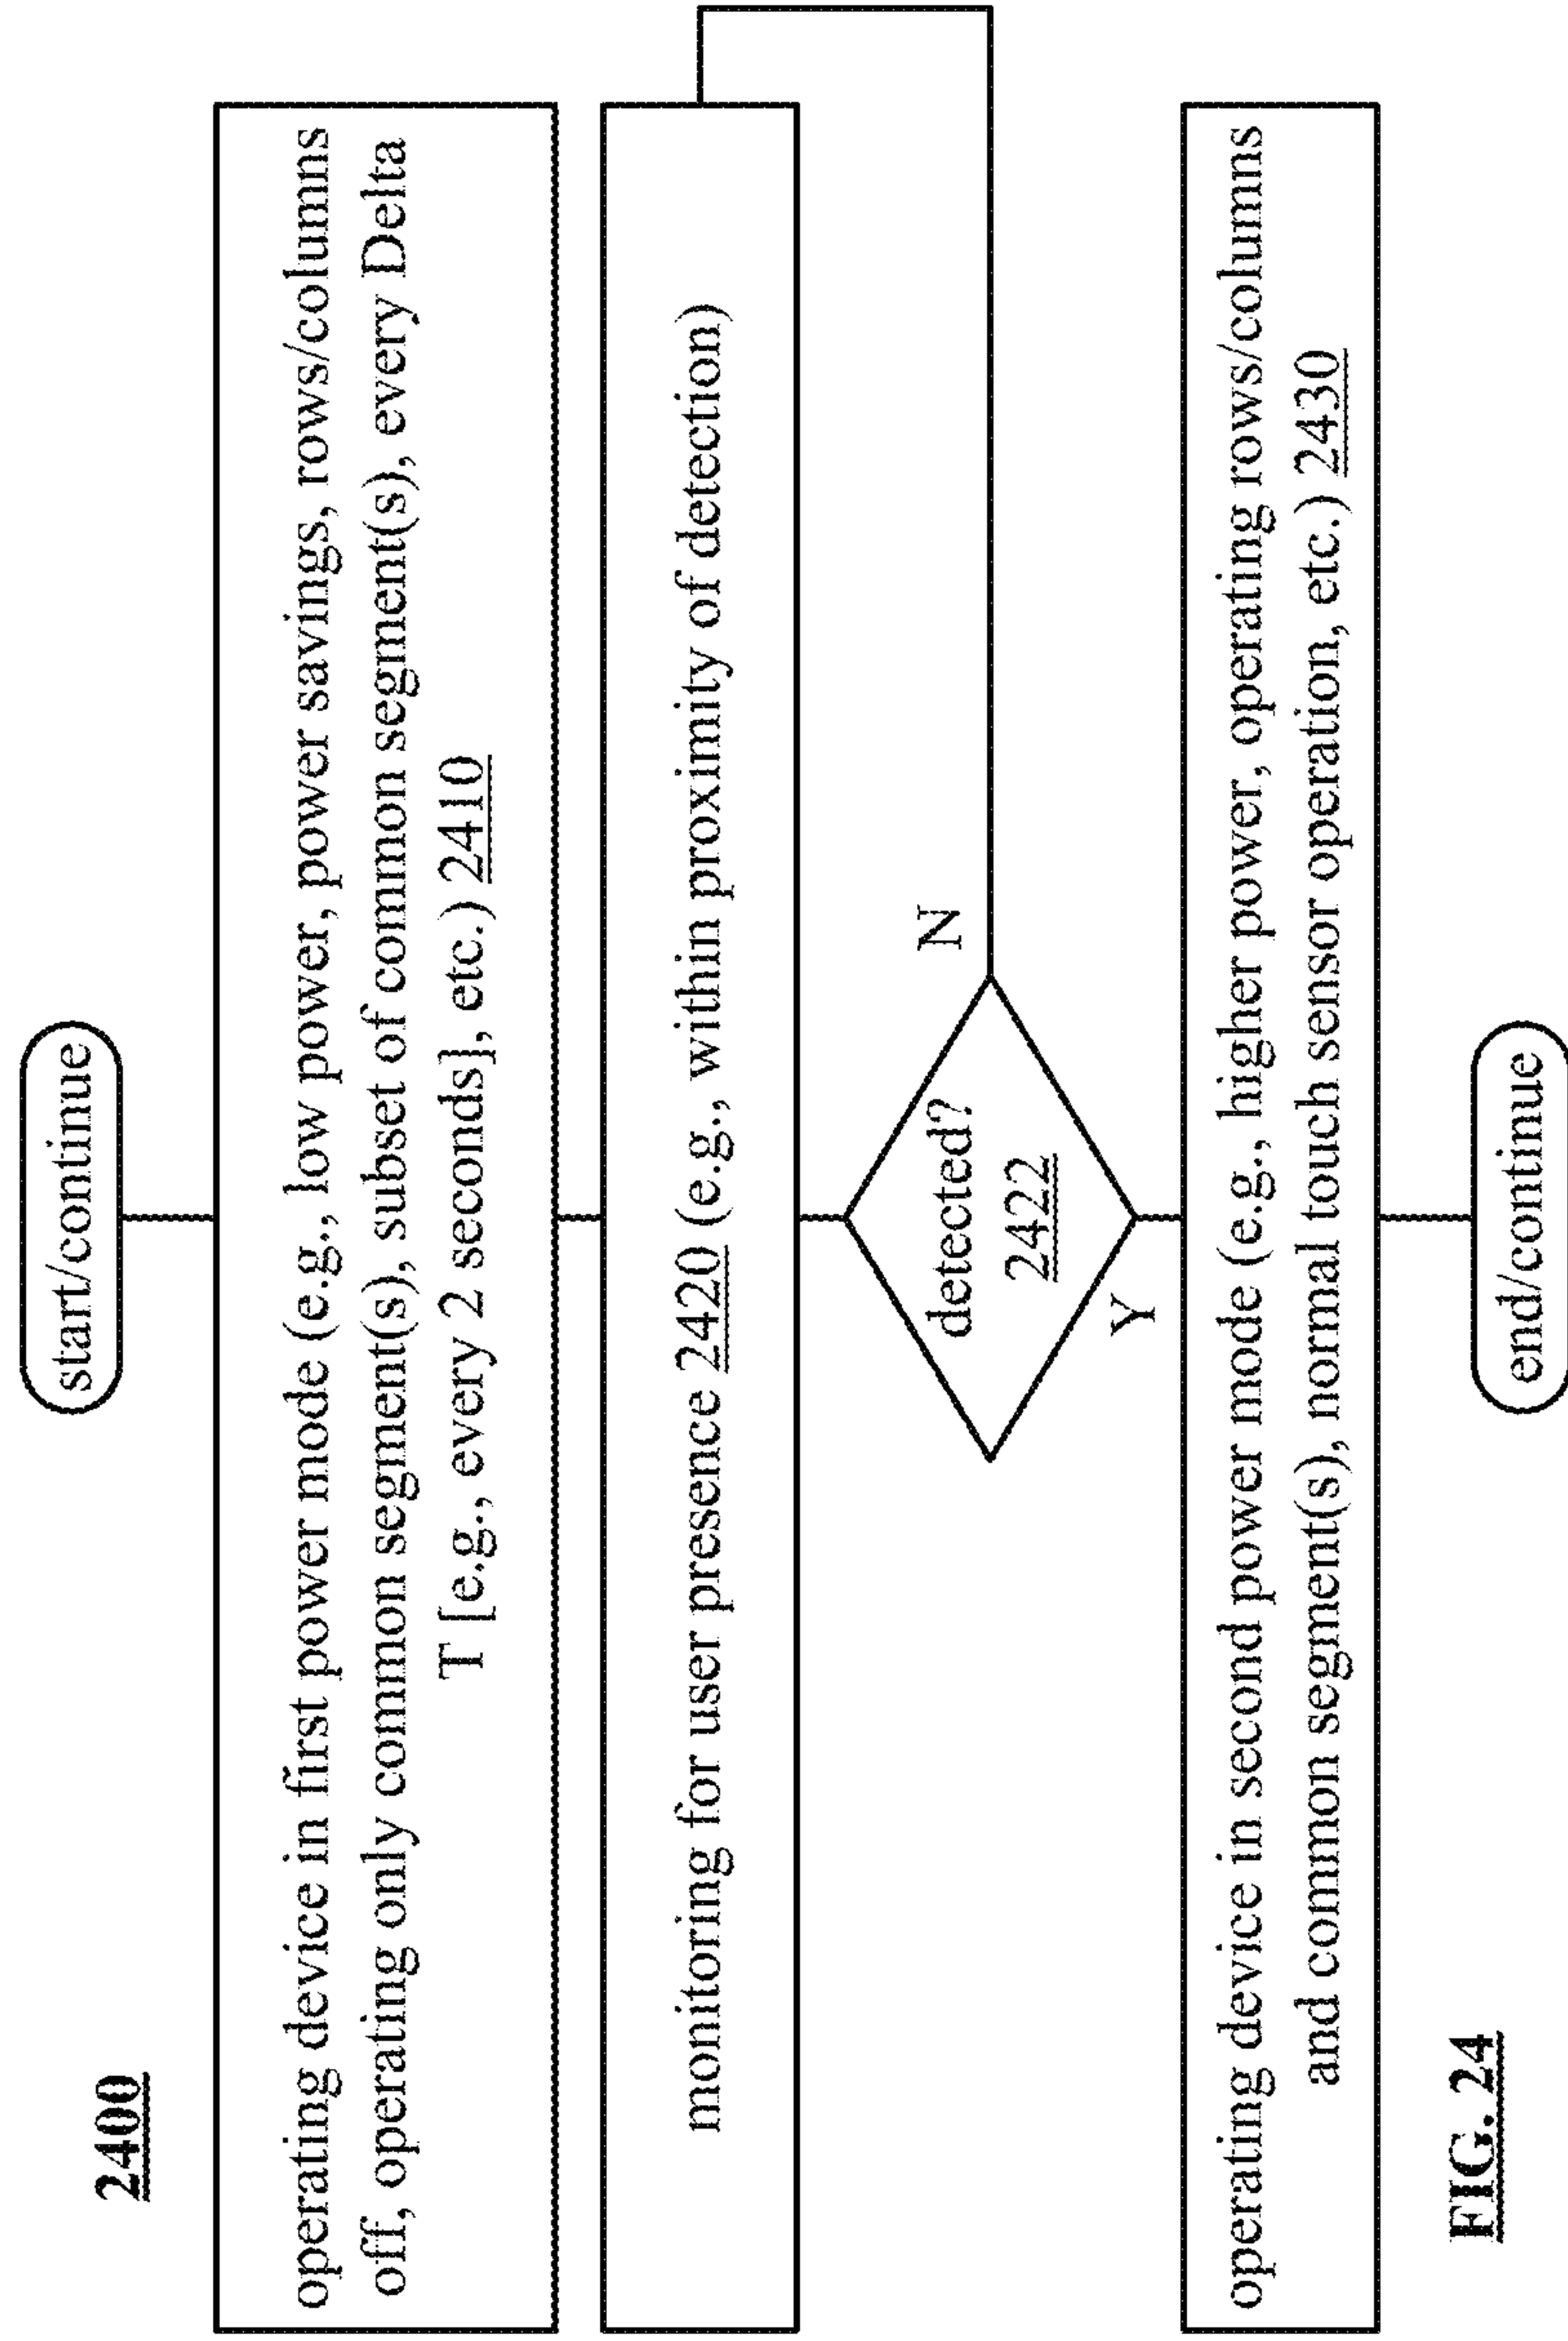 2400
start/continue
operating device in first power mode (e.g., low power, power savings, rows/columns
off, operating only common segment(s), subset of common segment(s), every Delta
T [e.g., every 2 seconds], etc.) 2410
monitoring for user presence 2420 (e.g., within proximity of detection)
detected?
2422
N
Y
operating device in second power mode (e.g., higher power, operating rows/columns
and common segment(s), normal touch sensor operation, etc.) 2430
end/continue
FIG. 24